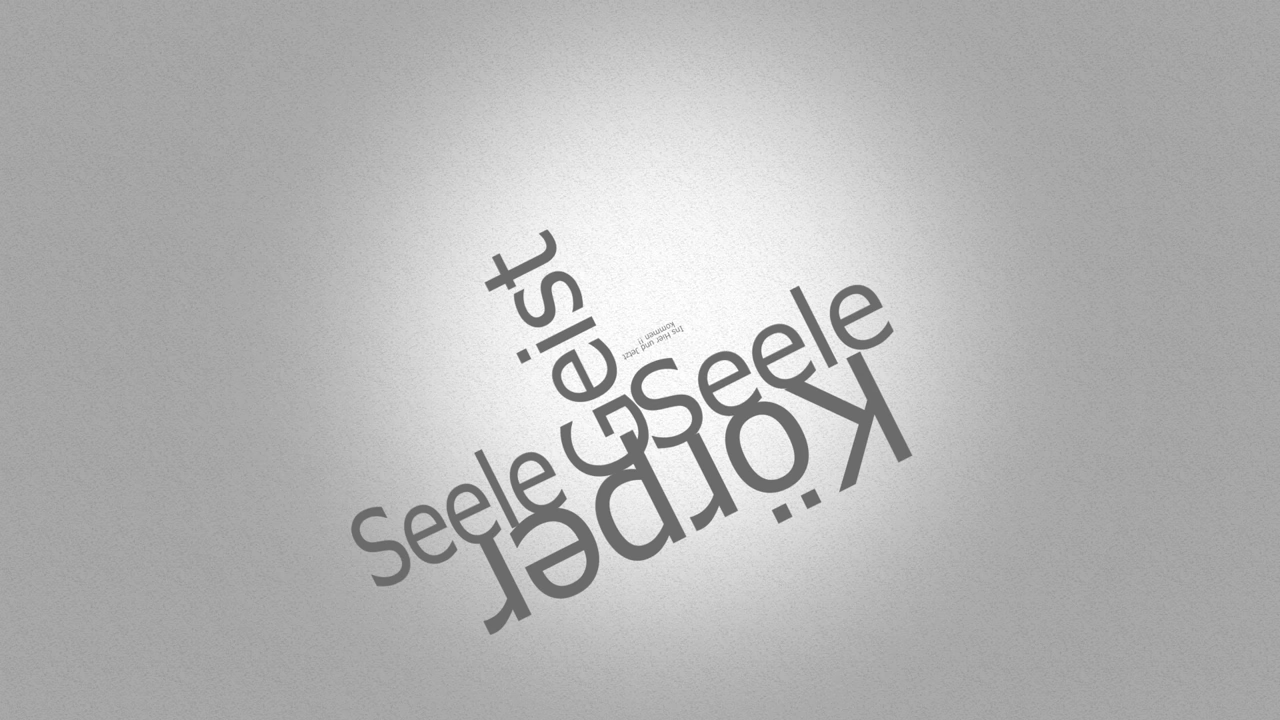 Geist
Ins Hier und Jetzt
kommen !!
Seele
Seele
Körper